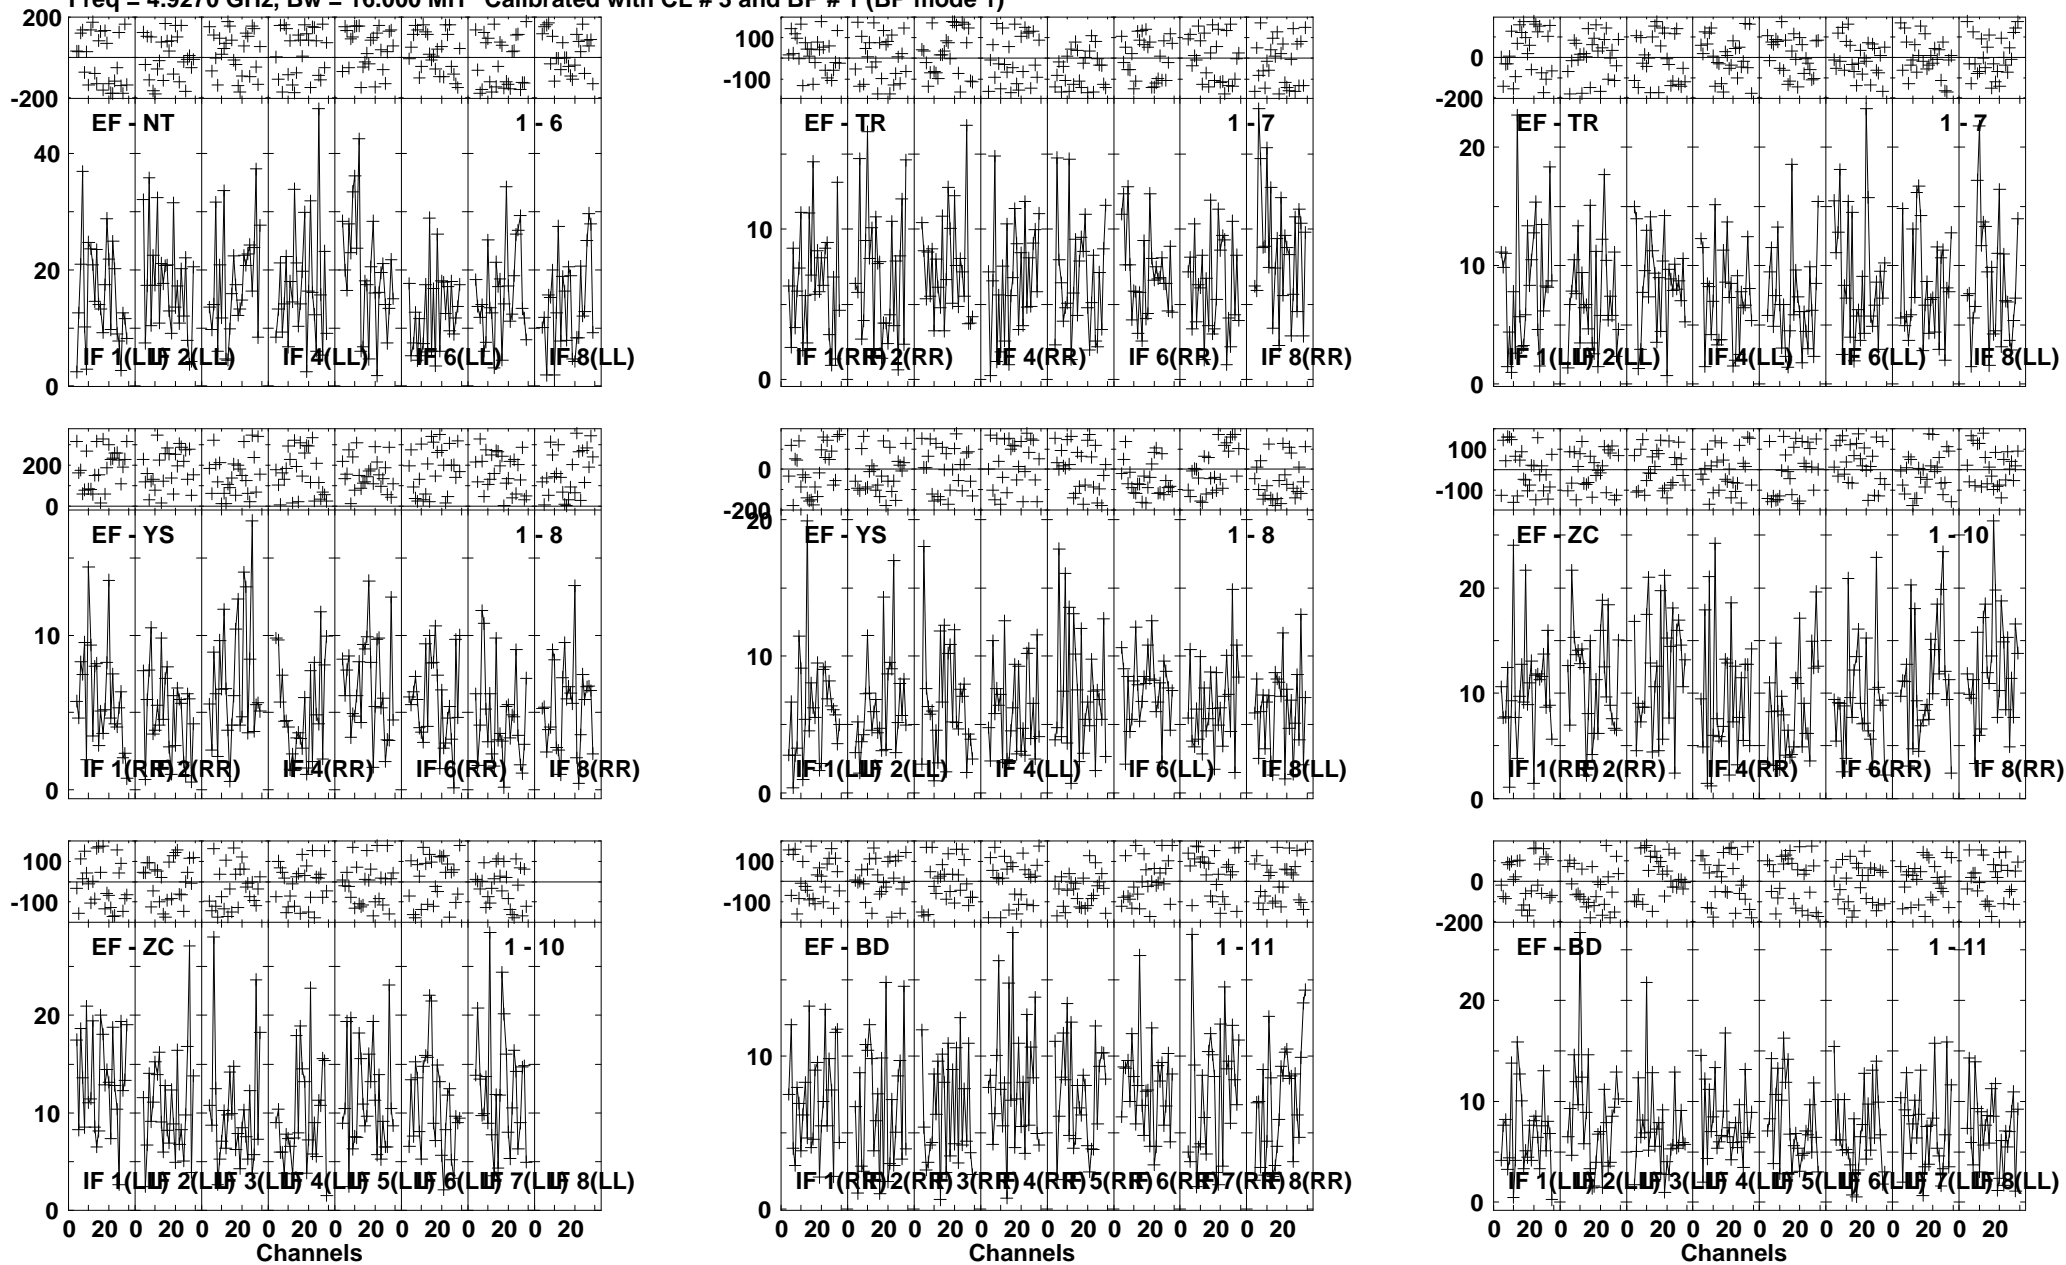 Freq = 4.9270 GHz, Bw = 16.000 MH Calibrated with CL # 3 and BP # 1 (BP mode 1)
200
-200
100
-100
0
-200
EF - NT 1 - 6
EF - TR 1 - 7
EF - TR 1 - 7
40
20
0
10
0
20
10
0
IF 1(LL) IF 2(LL) IF 4(LL) IF 6(LL) IF 8(LL)
IF 1(RR) IF 2(RR) IF 4(RR) IF 6(RR) IF 8(RR)
IF 1(LL) IF 2(LL) IF 4(LL) IF 6(LL) IF 8(LL)
200
0
0
-200
100
-100
EF - YS 1 - 8
EF - YS 1 - 8
EF - ZC 1 - 10
10
0
20
10
0
20
10
0
IF 1(RR) IF 2(RR) IF 4(RR) IF 6(RR) IF 8(RR)
IF 1(LL) IF 2(LL) IF 4(LL) IF 6(LL) IF 8(LL)
IF 1(RR) IF 2(RR) IF 4(RR) IF 6(RR) IF 8(RR)
100
-100
100
-100
0
-200
EF - ZC 1 - 10
EF - BD 1 - 11
EF - BD 1 - 11
20
10
0
10
0
20
10
0
IF 1(LL) IF 2(LL) IF 3(LL) IF 4(LL) IF 5(LL) IF 6(LL) IF 7(LL) IF 8(LL)
IF 1(RR) IF 2(RR) IF 3(RR) IF 4(RR) IF 5(RR) IF 6(RR) IF 7(RR) IF 8(RR)
IF 1(LL) IF 2(LL) IF 3(LL) IF 4(LL) IF 5(LL) IF 6(LL) IF 7(LL) IF 8(LL)
0 20 0 20 0 20 0 20 0 20 0 20 0 20 0 20
0 20 0 20 0 20 0 20 0 20 0 20 0 20 0 20
0 20 0 20 0 20 0 20 0 20 0 20 0 20 0 20
Channels
Channels
Channels